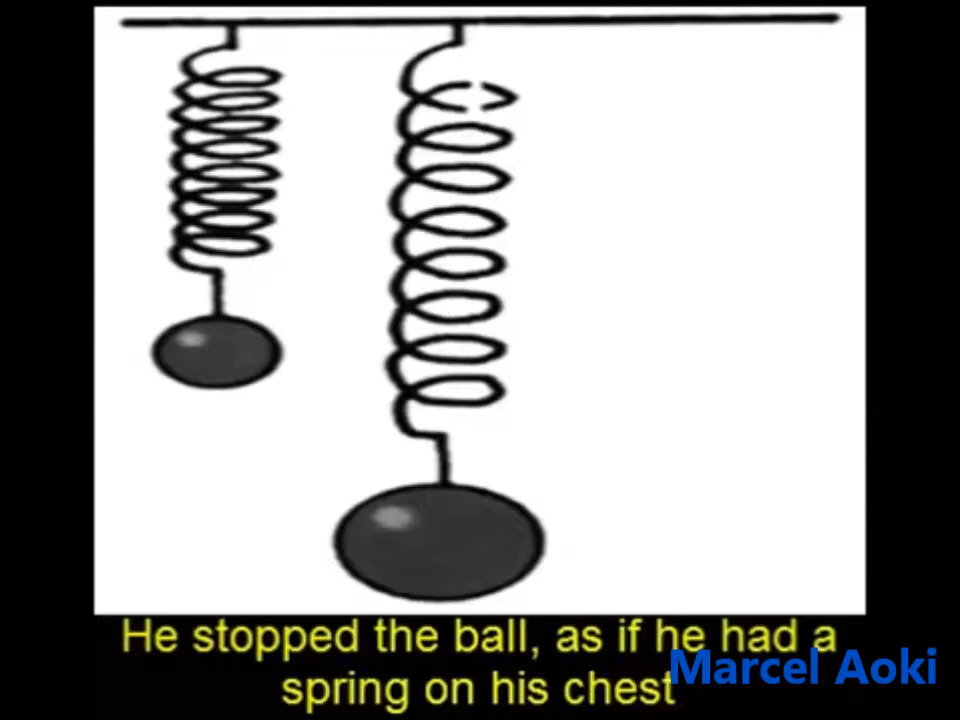 He stopped the ball, as if he had a
spring on his chest
Marcel Aoki